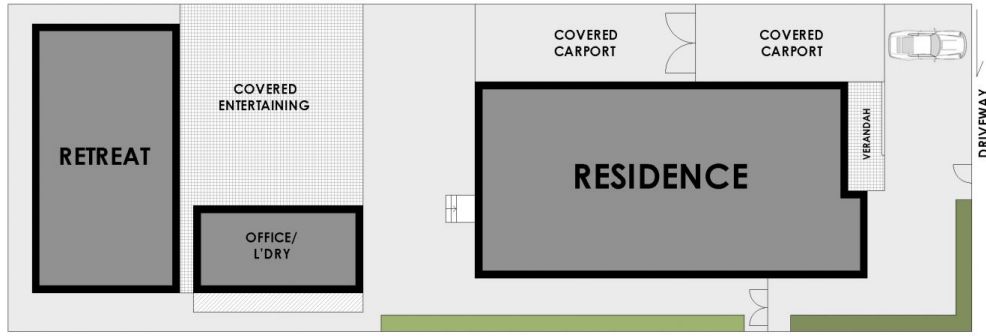 RETREAT
COVERED
ENTERTAINING
OFFICE/
L'DRY
COVERED
CARPORT
COVERED
CARPORT
RESIDENCE
VERANDAH
DRIVEWAY